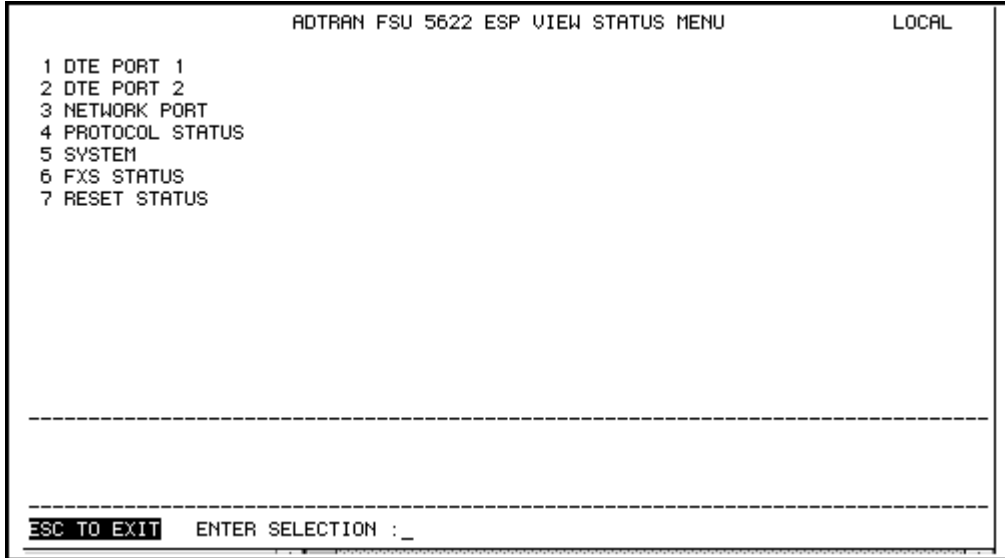 ADTRAN FSU 5622 ESP VIEW STATUS MENU LOCAL
1 DTE PORT 1
2 DTE PORT 2
3 NETWORK PORT
4 PROTOCOL STATUS
5 SYSTEM
6 FXS STATUS
7 RESET STATUS
ESC TO EXIT ENTER SELECTION :_